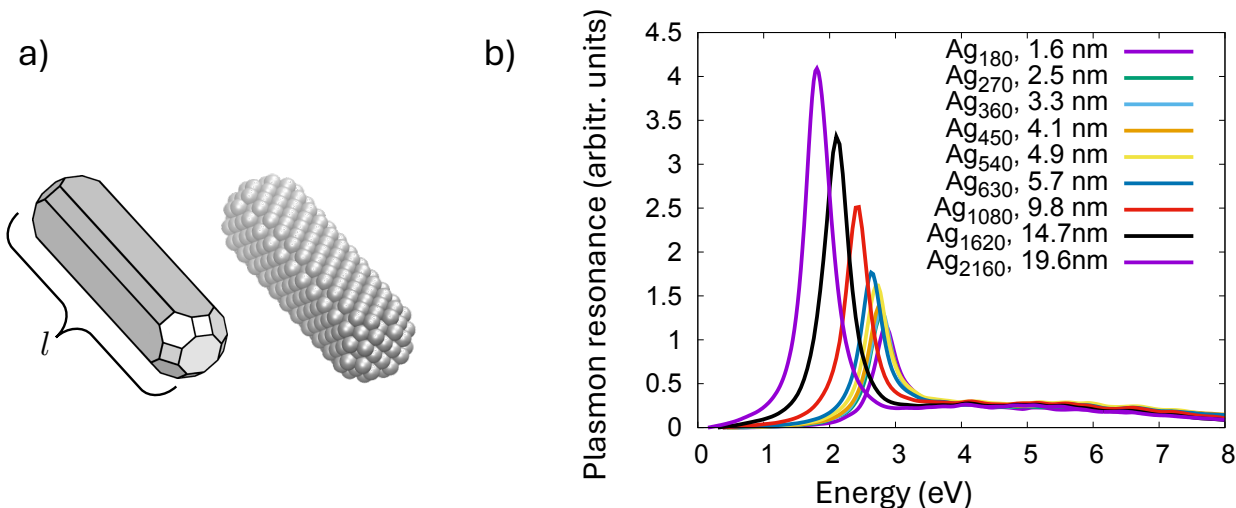 a)
l
b)
Plasmon resonance (arbitr. units)
4.5
4
3.5
3
2.5
2
1.5
1
0.5
0
Ag180, 1.6 nm
Ag270, 2.5 nm
Ag360, 3.3 nm
Ag450, 4.1 nm
Ag540, 4.9 nm
Ag630, 5.7 nm
Ag1080, 9.8 nm
Ag1620, 14.7nm
Ag2160, 19.6nm
0 1 2 3 4 5 6 7 8
Energy (eV)